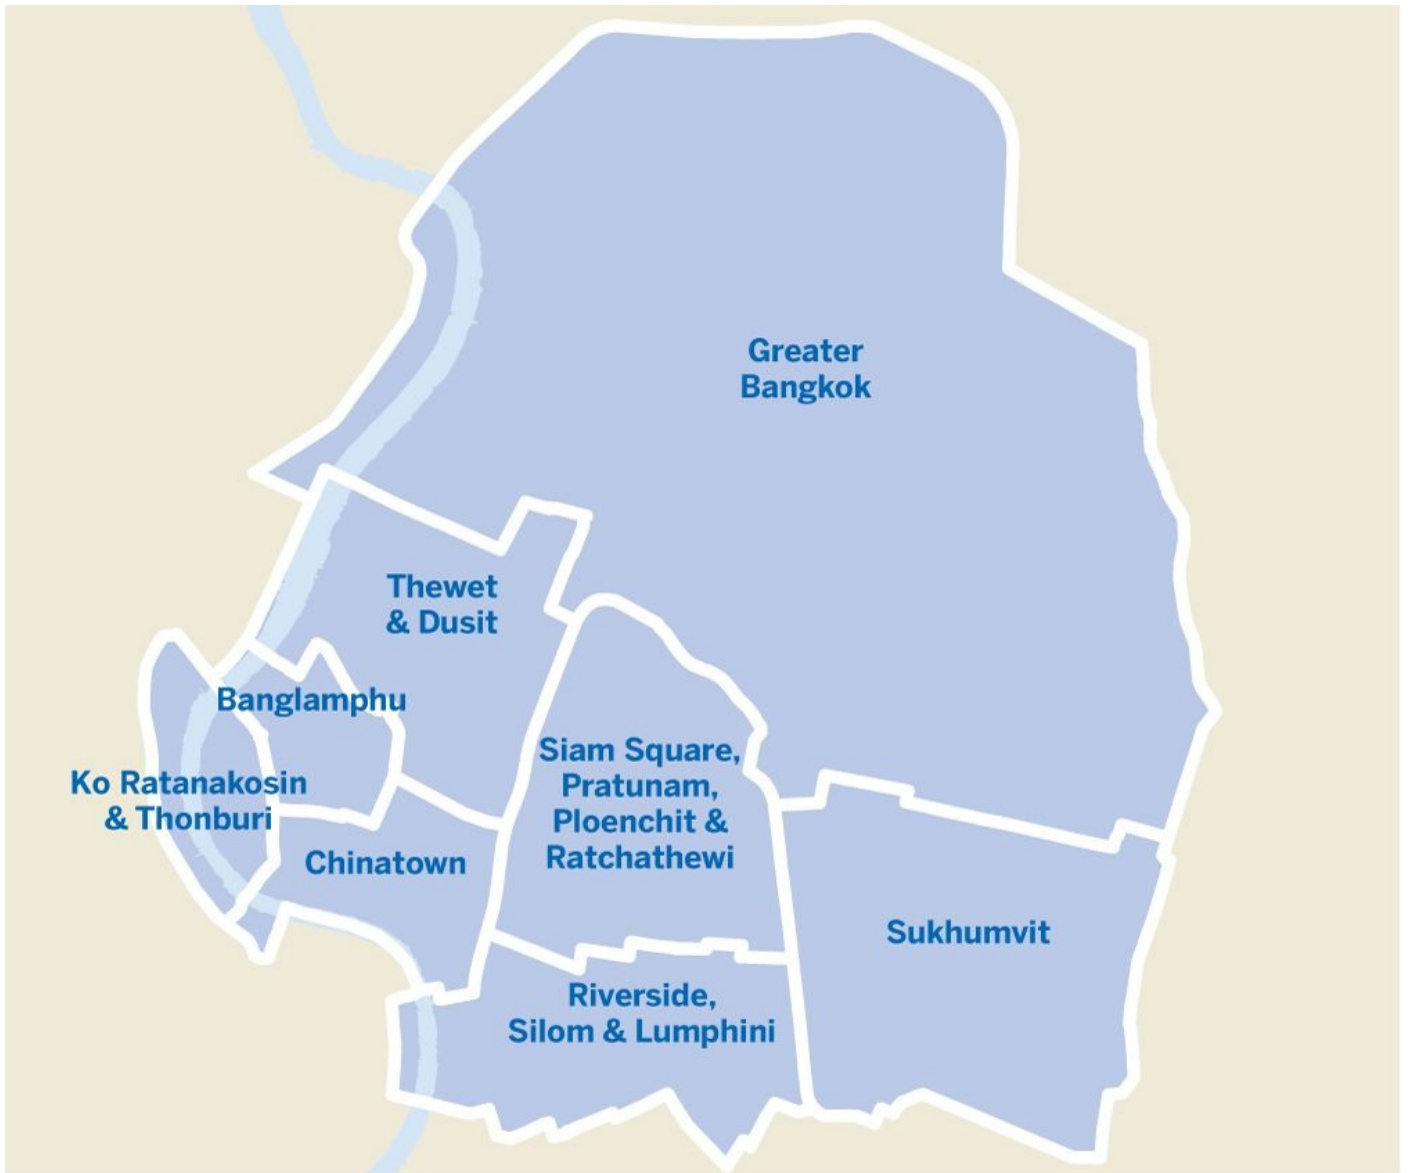 Greater
Bangkok
Thewet
& Dusit
Banglamphu
Siam Square,
Pratunam,
Ploenchit &
Ratchathewi
Ko Ratanakosin
& Thonburi
Chinatown
Sukhumvit
Riverside,
Silom & Lumphini